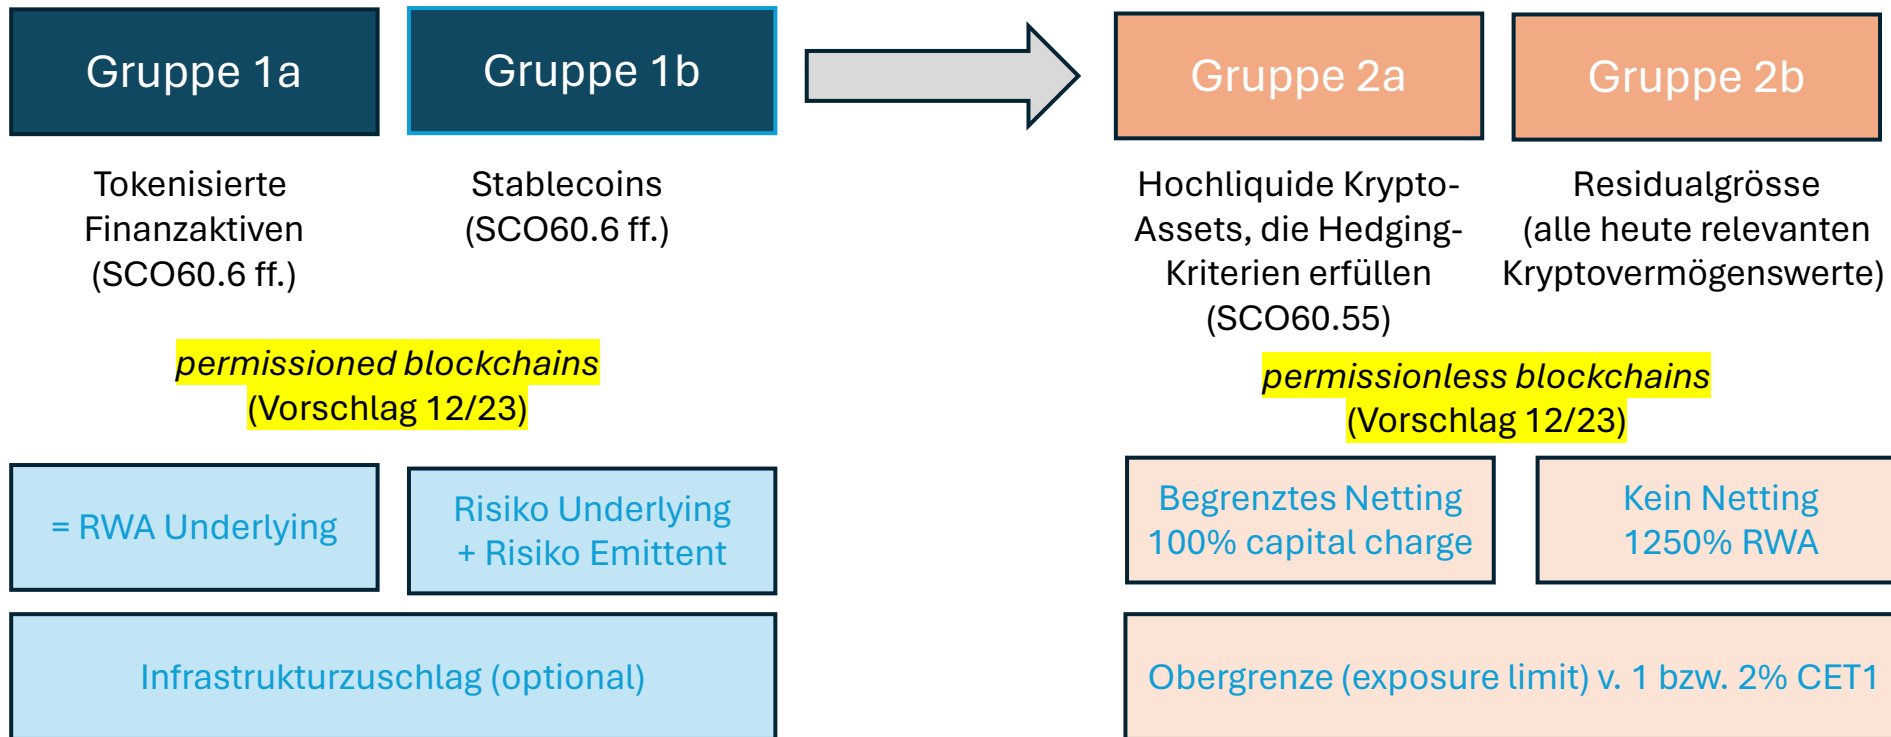 Gruppe 1a
Gruppe 1b
Gruppe 2a
Gruppe 2b
Tokenisierte
Finanzaktiven
(SCO60.6 ff.)
Stablecoins
(SCO60.6 ff.)
Hochliquide Krypto-
Assets, die Hedging-
Kriterien erfüllen
(SCO60.55)
Residualgrösse
(alle heute relevanten
Kryptovermögenswerte)
permissioned blockchains
(Vorschlag 12/23)
permissionless blockchains
(Vorschlag 12/23)
= RWA Underlying
Risiko Underlying
+ Risiko Emittent
Begrenztes Netting
100% capital charge
Kein Netting
1250% RWA
Infrastrukturzuschlag (optional)
Obergrenze (exposure limit) v. 1 bzw. 2% CET1